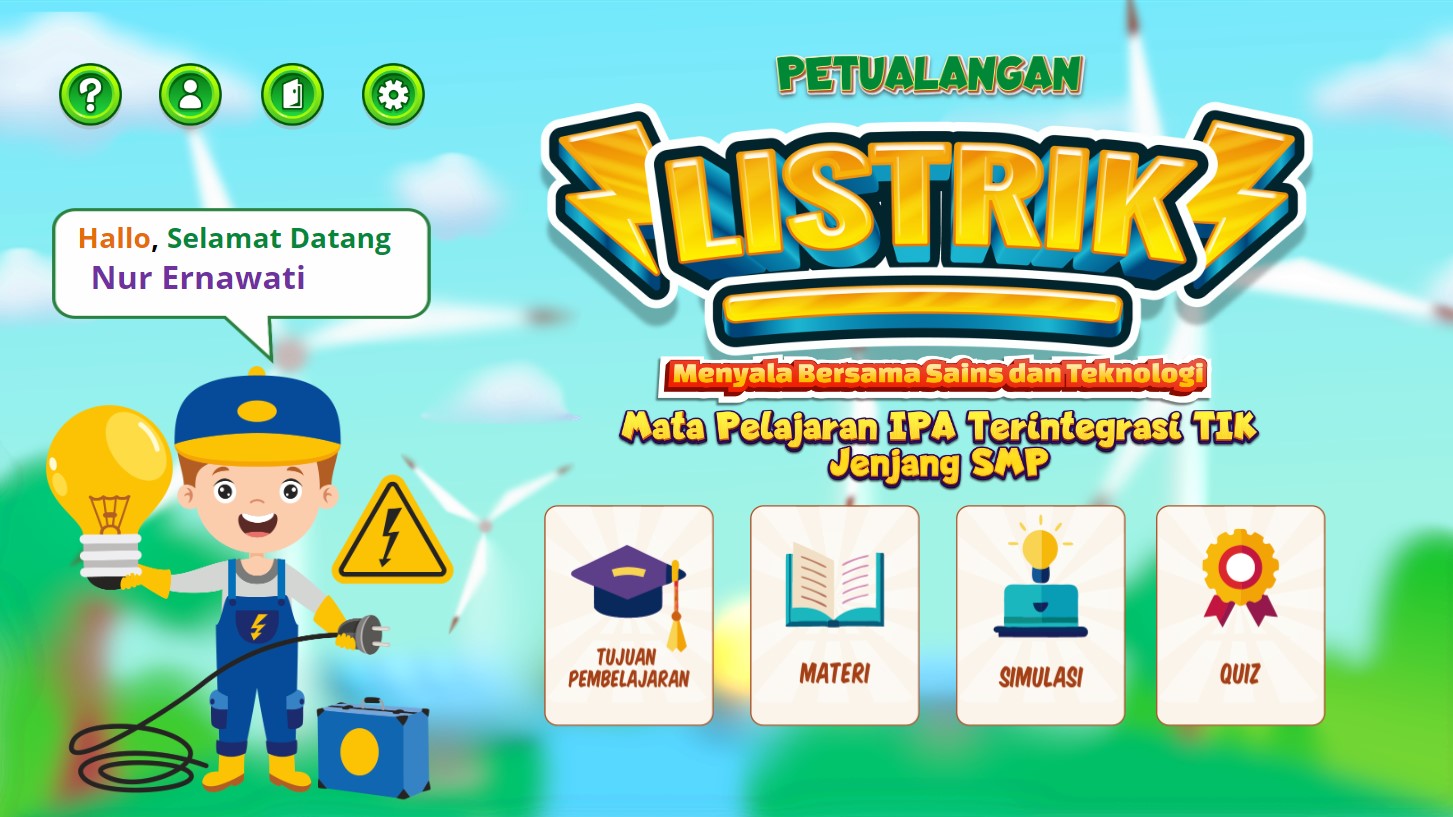 Hallo, Selamat Datang
Nur Ernawati
PETUALANGAN
LISTRIK
Menyala Bersama Sains dan Teknologi
Mata Pelajaran IPA Terintegrasi TIK
Jenjang SMP
TUJUAN
PEMBELAJARAN
MATERI
SIMULASI
QUIZ